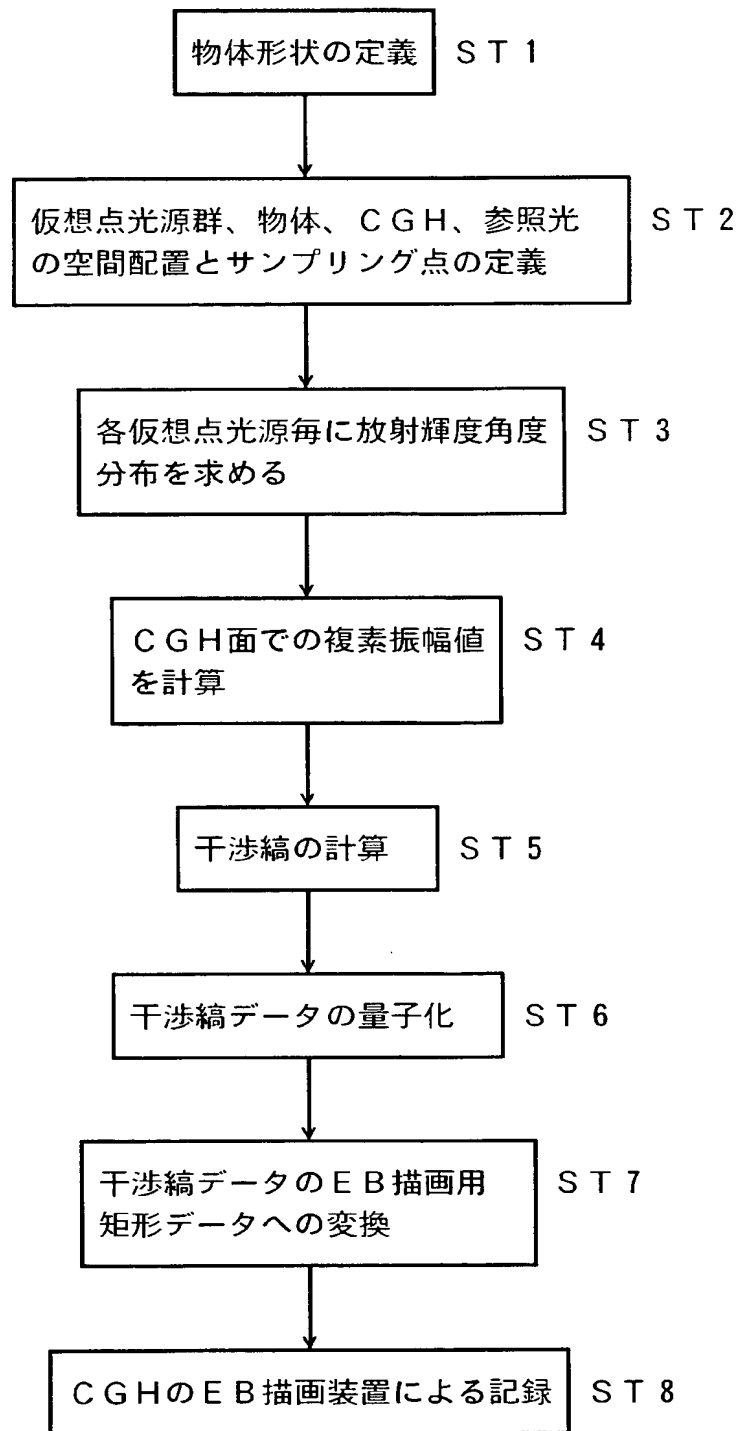 物体形状の定義 ST1
仮想点光源群、物体、CGH、参照光 ST2
の空間配置とサンプリング点の定義
各仮想点光源毎に放射輝度角度 ST3
分布を求める
CGH面での複素振幅値 ST4
を計算
干渉縞の計算 ST5
干渉縞データの量子化 ST6
干渉縞データのEB描画用 ST7
矩形データへの変換
CGHのEB描画装置による記録 ST8